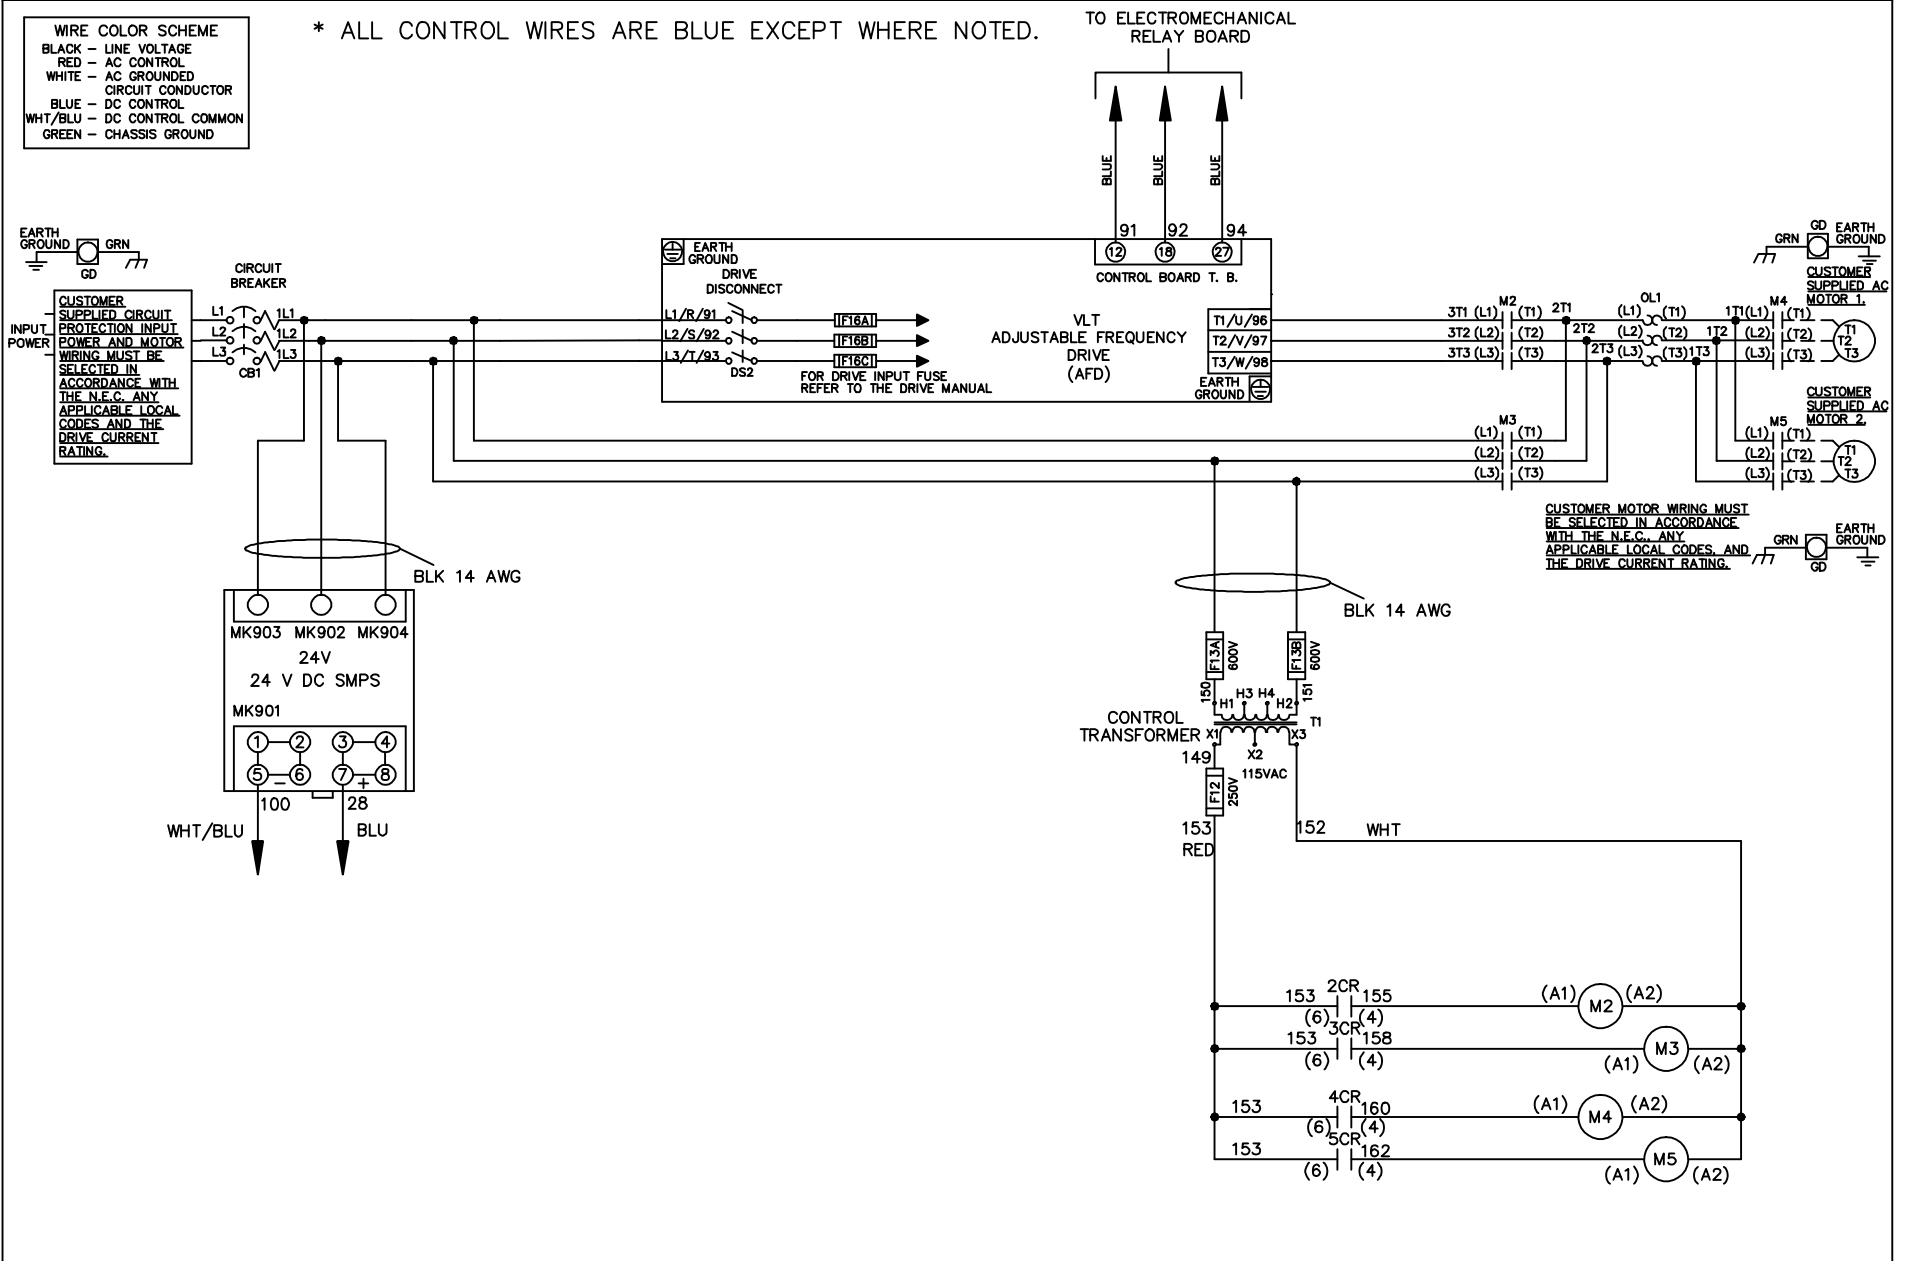 WIRE COLOR SCHEME
BLACK – LINE VOLTAGE
RED – AC CONTROL
WHITE – AC GROUNDED
CIRCUIT CONDUCTOR
BLUE – DC CONTROL
WHT/BLU – DC CONTROL COMMON
GREEN – CHASSIS GROUND
* ALL CONTROL WIRES ARE BLUE EXCEPT WHERE NOTED.
TO ELECTROMECHANICAL
RELAY BOARD
BLUE BLUE BLUE
91 92 94
12 18 27
CONTROL BOARD T. B.
EARTH
GROUND
GRN
GD
CIRCUIT
BREAKER
INPUT
POWER
CUSTOMER
SUPPLIED CIRCUIT
PROTECTION INPUT
POWER AND MOTOR
WIRING MUST BE
SELECTED IN
ACCORDANCE WITH
THE N.E.C. ANY
APPLICABLE LOCAL
CODES AND THE
DRIVE CURRENT
RATING.
L1 1L1
L2 1L2
L3 1L3
CB1
EARTH
GROUND
DRIVE
DISCONNECT
L1/R/91
L2/S/92
L3/T/93
DS2
F16A
F16B
F16C
FOR DRIVE INPUT FUSE
REFER TO THE DRIVE MANUAL
VLT
ADJUSTABLE FREQUENCY
DRIVE
(AFD)
T1/U/96
T2/V/97
T3/W/98
EARTH
GROUND
M2
3T1 (L1) (T1) 2T1
3T2 (L2) (T2) 2T2
3T3 (L3) (T3) 2T3
OL1
(L1) (T1) 1T1
(L2) (T2) 1T2
(L3) (T3) 1T3
M4
(L1) (T1)
(L2) (T2)
(L3) (T3)
T1
T2
T3
GRN
GD
EARTH
GROUND
CUSTOMER
SUPPLIED AC
MOTOR 1.
M3
(L1) (T1)
(L2) (T2)
(L3) (T3)
CUSTOMER
SUPPLIED AC
MOTOR 2.
M5
(L1) (T1)
(L2) (T2)
(L3) (T3)
T1
T2
T3
CUSTOMER MOTOR WIRING MUST
BE SELECTED IN ACCORDANCE
WITH THE N.E.C., ANY
APPLICABLE LOCAL CODES, AND
THE DRIVE CURRENT RATING.
GRN
GD
EARTH
GROUND
BLK 14 AWG
MK903 MK902 MK904
24V
24 V DC SMPS
MK901
1 2 3 4
5 – 6 7 + 8
100 28
WHT/BLU BLU
BLK 14 AWG
F13A
600V
F13B
600V
150 151
H1 H3 H4 H2
CONTROL
TRANSFORMER
T1
X1 X2 X3
149
115VAC
F12
250V
153
RED
152 WHT
2CR
153 155 (A1) M2 (A2)
(6) (4)
3CR
153 158 M3
(6) (4) (A1) (A2)
4CR
153 160 (A1) M4 (A2)
(6) (4)
5CR
153 162 M5
(6) (4) (A1) (A2)